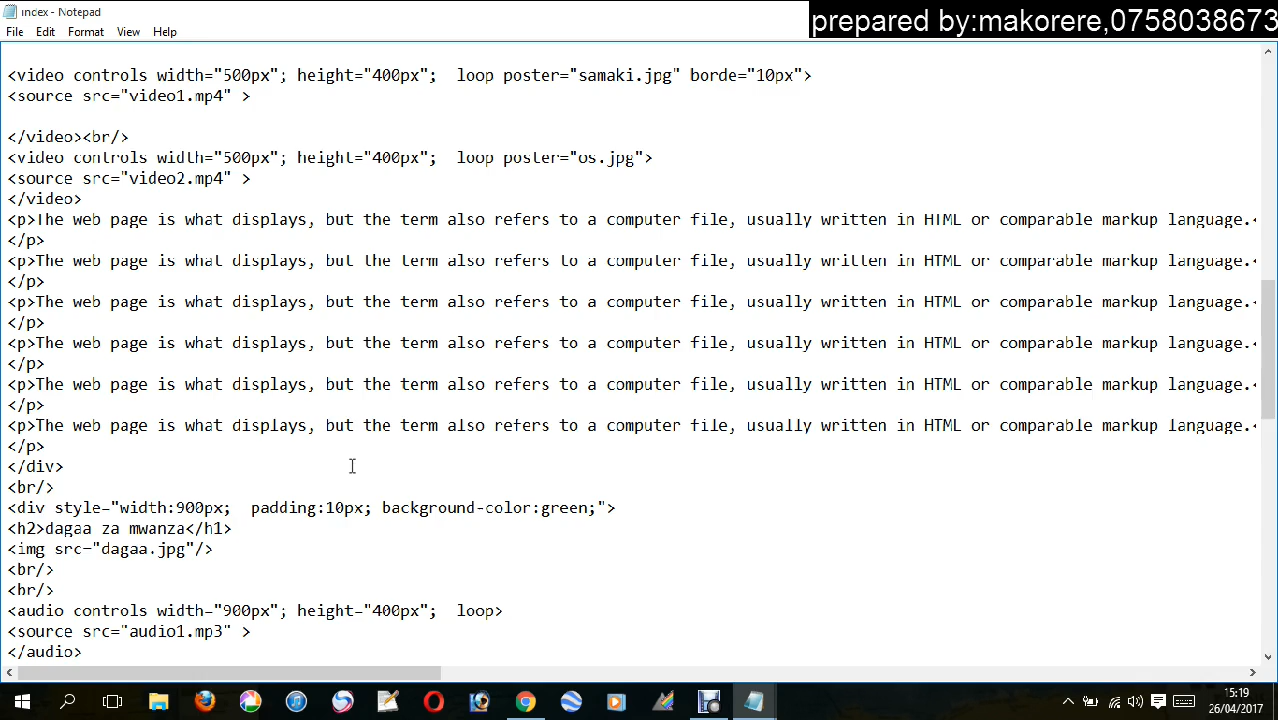 index - Notepad
prepared by:makorere,0758038673
File Edit Format View Help
<video controls width="500px"; height="400px";  loop poster="samaki.jpg" borde="10px">
<source src="video1.mp4" >
</video><br/>
<video controls width="500px"; height="400px";  loop poster="os.jpg">
<source src="video2.mp4" >
</video>
<p>The web page is what displays, but the term also refers to a computer file, usually written in HTML or comparable markup language.<
</p>
<p>The web page is what displays, but the term also refers to a computer file, usually written in HTML or comparable markup language.<
</p>
<p>The web page is what displays, but the term also refers to a computer file, usually written in HTML or comparable markup language.<
</p>
<p>The web page is what displays, but the term also refers to a computer file, usually written in HTML or comparable markup language.<
</p>
<p>The web page is what displays, but the term also refers to a computer file, usually written in HTML or comparable markup language.<
</p>
<p>The web page is what displays, but the term also refers to a computer file, usually written in HTML or comparable markup language.<
</p>
</div>
<br/>
<div style="width:900px;  padding:10px; background-color:green;">
<h2>dagaa za mwanza</h1>
<img src="dagaa.jpg"/>
<br/>
<br/>
<audio controls width="900px"; height="400px";  loop>
<source src="audio1.mp3" >
</audio>
15:19
26/04/2017